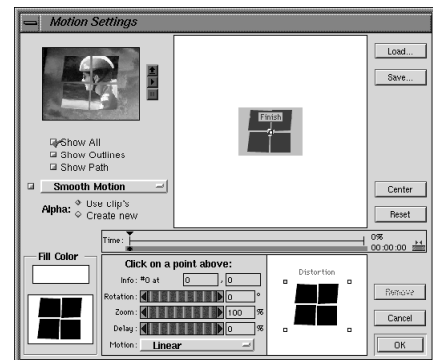 Motion Settings
Load...
Save...
Finish
Show All
Show Outlines
Show Path
Smooth Motion
Center
Alpha:
Use clip's
Create new
Reset
Time:
0%
00:00:00
Fill Color
Click on a point above:
Info: #0 at 0 , 0
Distortion
Rotation: 0 °
Remove
Zoom: 100 %
Cancel
Delay: 0 %
Motion: Linear
OK